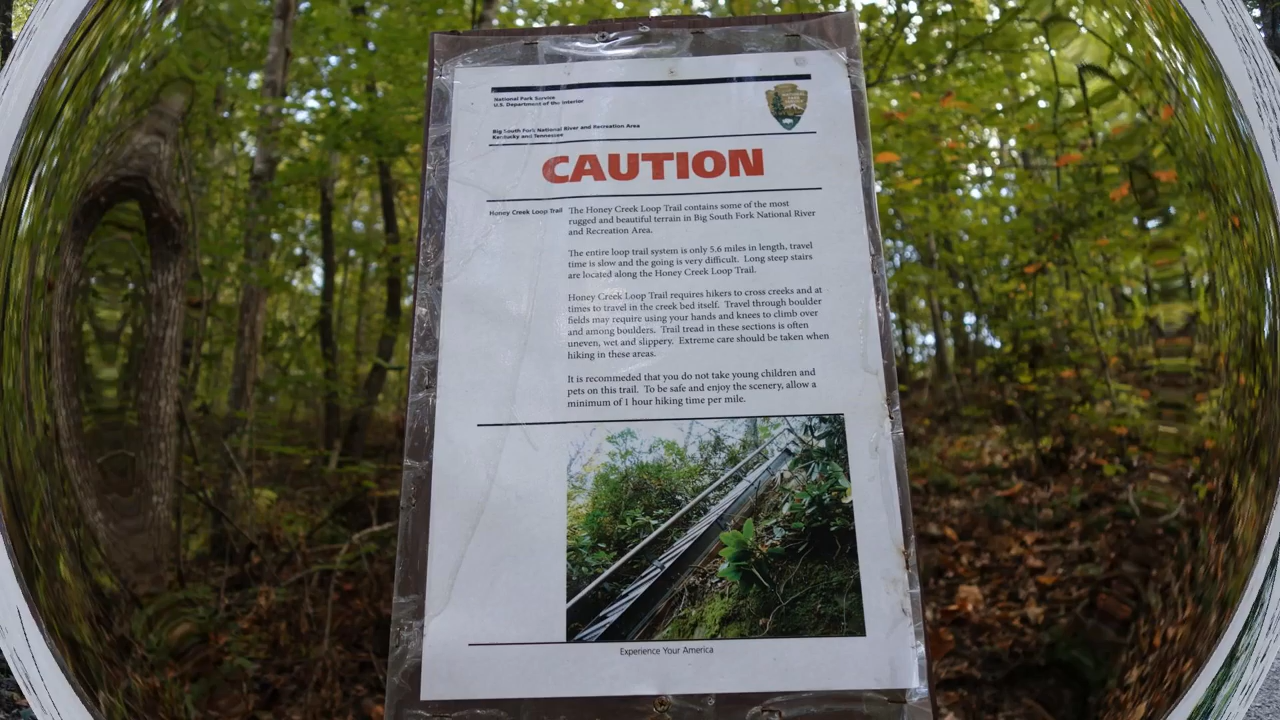 National Park Service
U.S. Department of the Interior
Big South Fork National River and Recreation Area
Kentucky and Tennessee
CAUTION
Honey Creek Loop Trail
The Honey Creek Loop Trail contains some of the most
rugged and beautiful terrain in Big South Fork National River
and Recreation Area.
The entire loop trail system is only 5.6 miles in length, travel
time is slow and the going is very difficult. Long steep stairs
are located along the Honey Creek Loop Trail.
Honey Creek Loop Trail requires hikers to cross creeks and at
times to travel in the creek bed itself. Travel through boulder
fields may require using your hands and knees to climb over
and among boulders. Trail tread in these sections is often
uneven, wet and slippery. Extreme care should be taken when
hiking in these areas.
It is recommeded that you do not take young children and
pets on this trail. To be safe and enjoy the scenery, allow a
minimum of 1 hour hiking time per mile.
Experience Your America